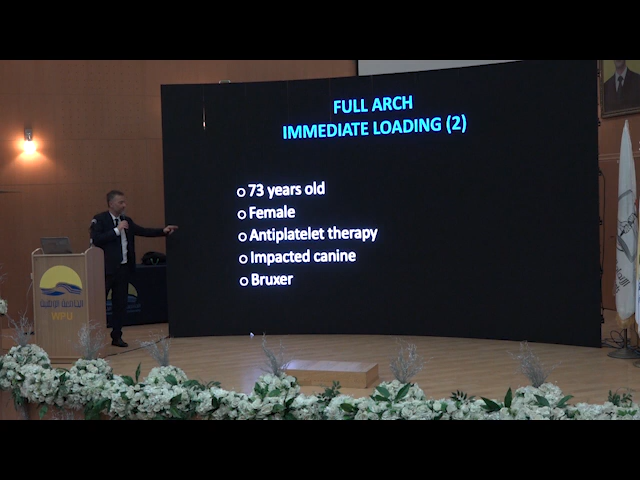 FULL ARCH
IMMEDIATE LOADING (2)
73 years old
Female
Antiplatelet therapy
Impacted canine
Bruxer
WPU